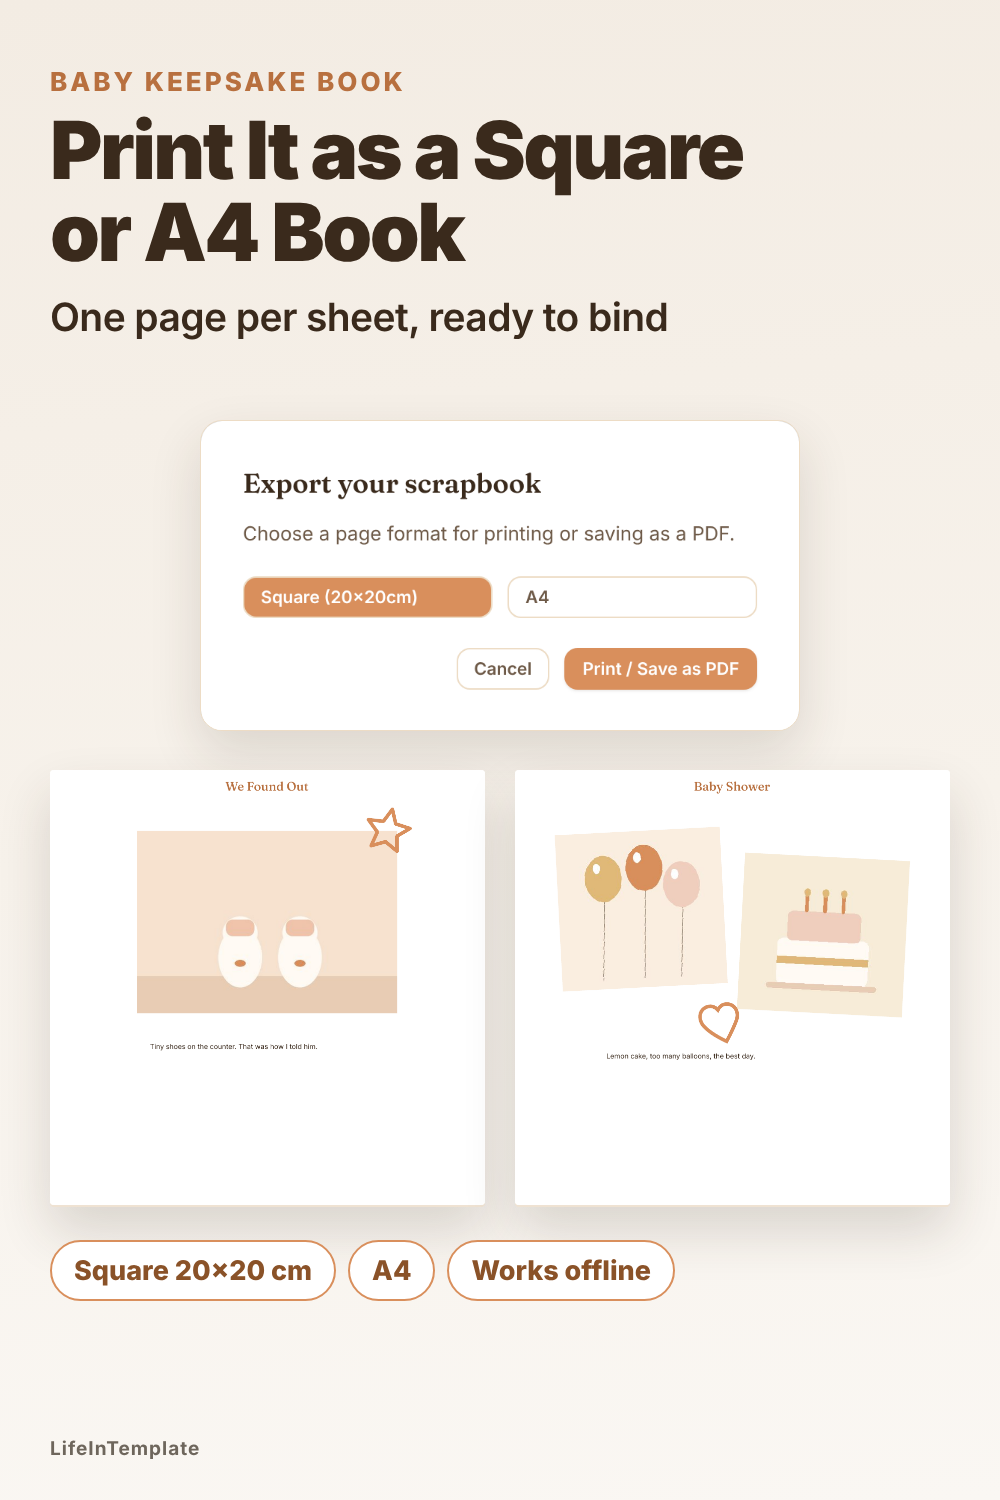 BABY KEEPSAKE BOOK
Print It as a Square
or A4 Book
One page per sheet, ready to bind
Export your scrapbook
Choose a page format for printing or saving as a PDF.
Square (20×20cm)
A4
Cancel
Print / Save as PDF
We Found Out
Tiny shoes on the counter. That was how I told him.
Baby Shower
Lemon cake, too many balloons, the best day.
Square 20×20 cm
A4
Works offline
LifeInTemplate